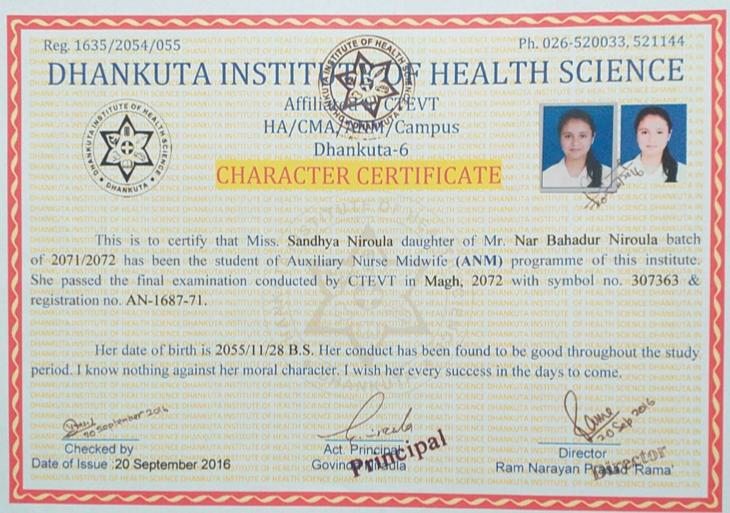 Reg. 1635/2054/055
Ph. 026-520033, 521144
DHANKUTA INSTITUTE OF HEALTH SCIENCE
Affiliated to CTEVT
HA/CMA/ANM/Campus
Dhankuta-6
DHANKUTA INSTITUTE OF HEALTH SCIENCE
DHANKUTA
CHARACTER CERTIFICATE
This is to certify that Miss. Sandhya Niroula daughter of Mr. Nar Bahadur Niroula batch
of 2071/2072 has been the student of Auxiliary Nurse Midwife (ANM) programme of this institute.
She passed the final examination conducted by CTEVT in Magh, 2072 with symbol no. 307363 &
registration no. AN-1687-71.
Her date of birth is 2055/11/28 B.S. Her conduct has been found to be good throughout the study
period. I know nothing against her moral character. I wish her every success in the days to come.
20 September 2016
20 Sep 2016
Checked by
Act. Principal
Director
Date of Issue :20 September 2016
Principal
Ram Narayan Prasad 'Rama'
Director